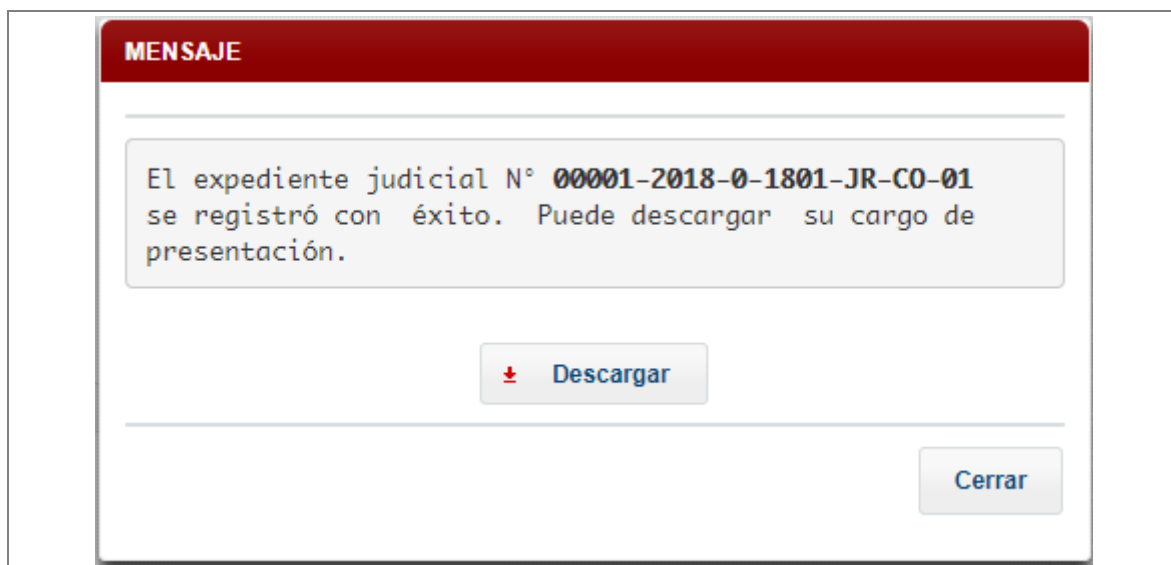 MENSAJE
El expediente judicial N° 00001-2018-0-1801-JR-CO-01
se registró con éxito. Puede descargar su cargo de
presentación.
Descargar
Cerrar